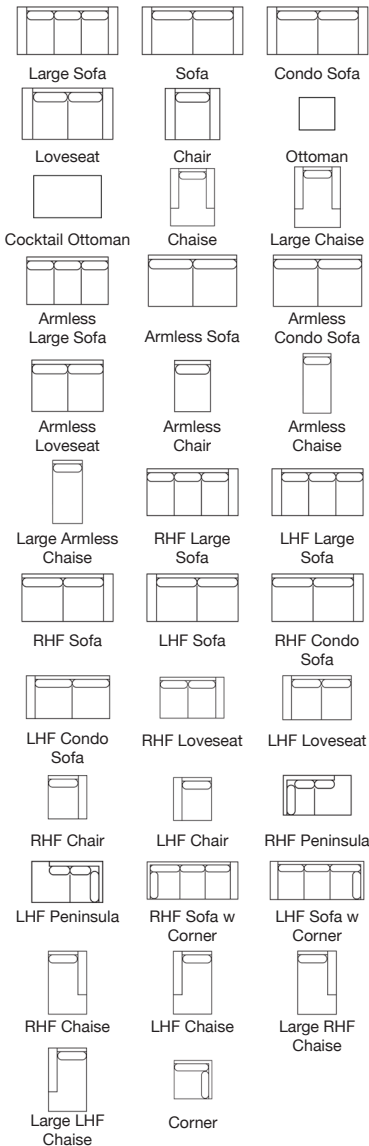 Large Sofa
Sofa
Condo Sofa
Loveseat
Chair
Ottoman
Cocktail Ottoman
Chaise
Large Chaise
Armless
Large Sofa
Armless Sofa
Armless
Condo Sofa
Armless
Loveseat
Armless
Chair
Armless
Chaise
Large Armless
Chaise
RHF Large
Sofa
LHF Large
Sofa
RHF Sofa
LHF Sofa
RHF Condo
Sofa
LHF Condo
Sofa
RHF Loveseat
LHF Loveseat
RHF Chair
LHF Chair
RHF Peninsula
LHF Peninsula
RHF Sofa w
Corner
LHF Sofa w
Corner
RHF Chaise
LHF Chaise
Large RHF
Chaise
Large LHF
Chaise
Corner